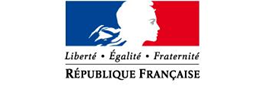 Liberté • Égalité • Fraternité
RÉPUBLIQUE FRANÇAISE